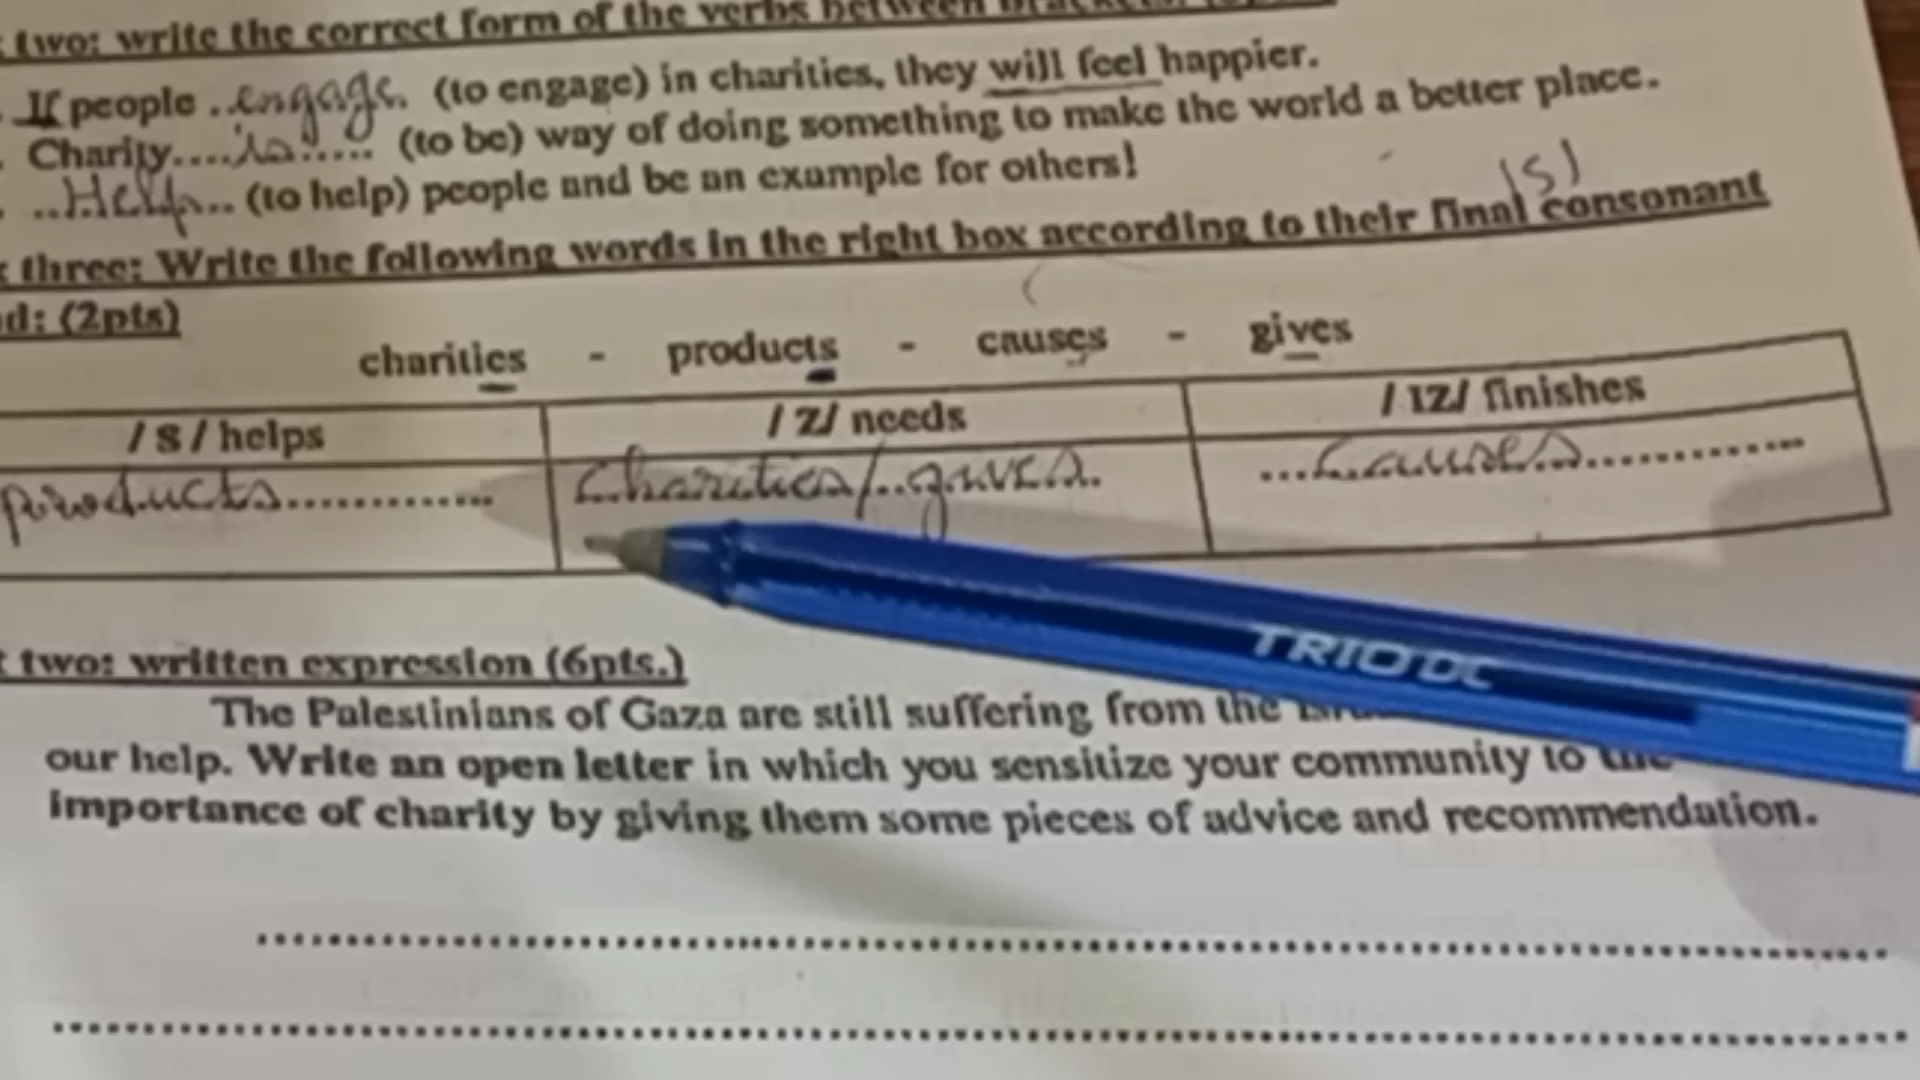 two: write the correct form of the verbs between brackets.
If people ..engage. (to engage) in charities, they will feel happier.
Charity....is..... (to be) way of doing something to make the world a better place.
..Help... (to help) people and be an example for others!
/s/
three: Write the following words in the right box according to their final consonant
d: (2pts)
charities - products - causes - gives
/ s / helps / z / needs / ɪz / finishes
products............. charities/..gives. ...causes...............
two: written expression (6pts.)
The Palestinians of Gaza are still suffering from the
our help. Write an open letter in which you sensitize your community to the
importance of charity by giving them some pieces of advice and recommendation.
TRIO DC